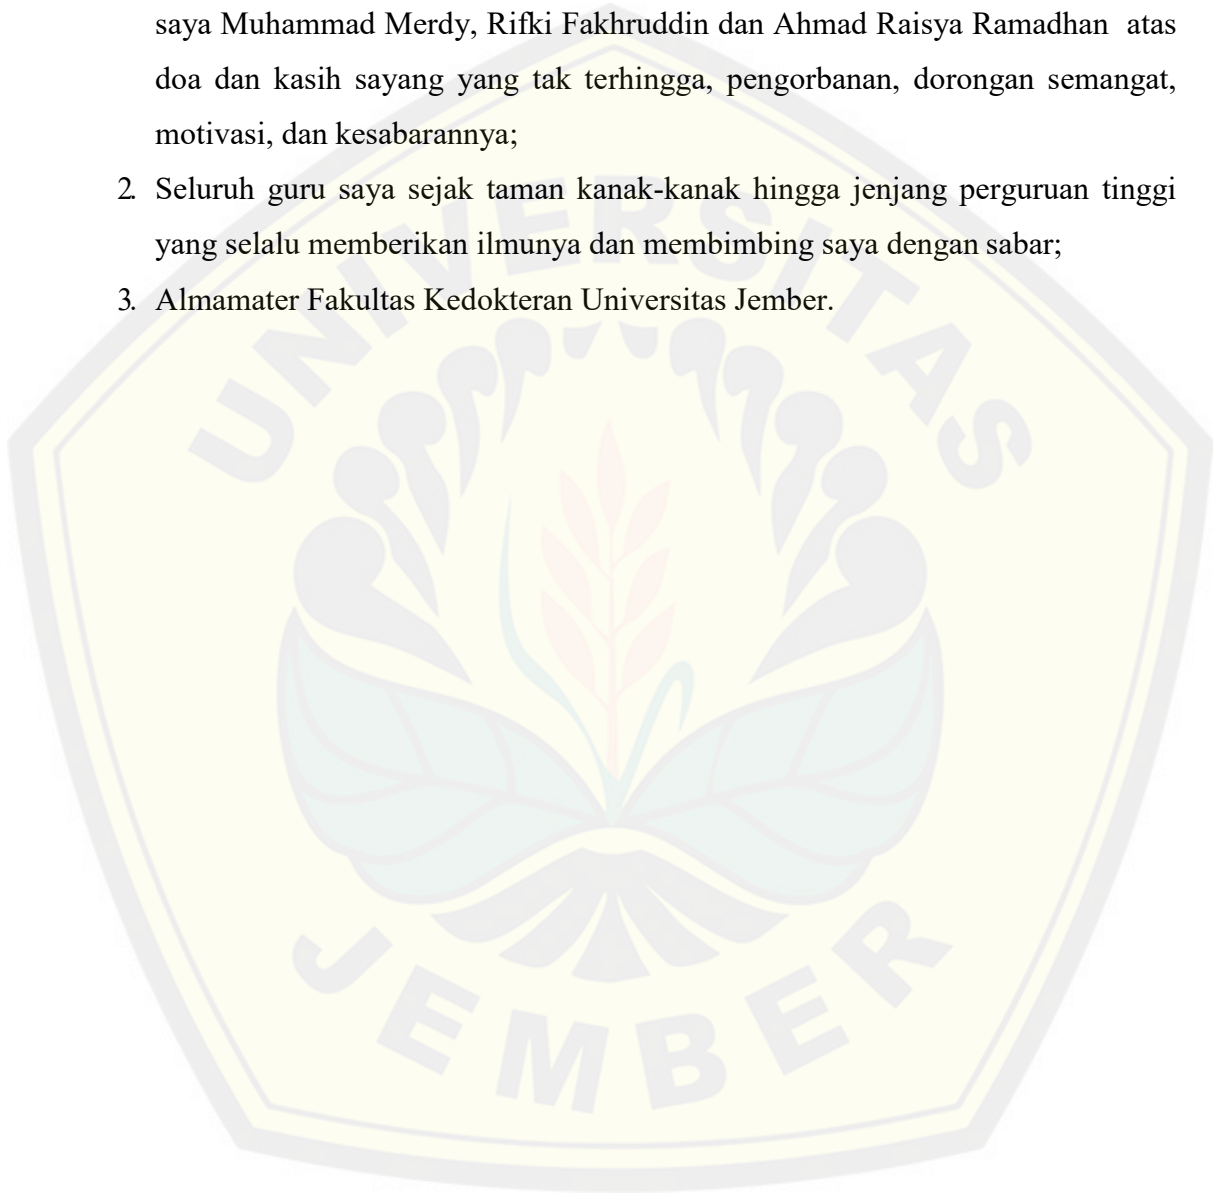 saya Muhammad Merdy, Rifki Fakhruddin dan Ahmad Raisya Ramadhan atas
doa dan kasih sayang yang tak terhingga, pengorbanan, dorongan semangat,
motivasi, dan kesabarannya;
2. Seluruh guru saya sejak taman kanak-kanak hingga jenjang perguruan tinggi
yang selalu memberikan ilmunya dan membimbing saya dengan sabar;
3. Almamater Fakultas Kedokteran Universitas Jember.
UNIVERSITAS
JEMBER